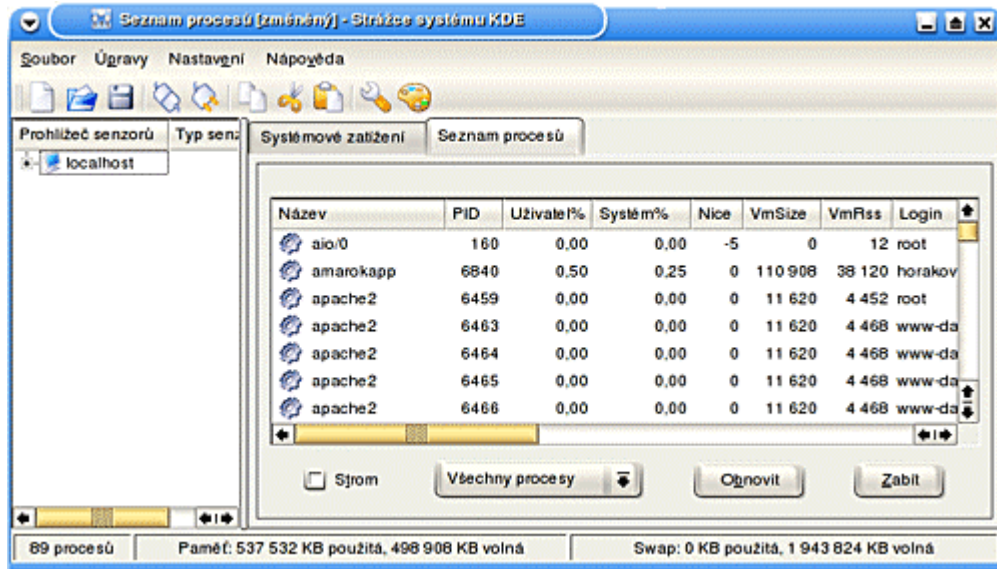 Seznam procesů [změněný] - Strážce systému KDE
Soubor Úpravy Nastavení Nápověda
Prohlížeč senzorů Typ senz
localhost
Systémové zatížení Seznam procesů
Název PID Uživatel% Systém% Nice VmSize VmRss Login
aio/0 160 0,00 0,00 -5 0 12 root
amarokapp 6840 0,50 0,25 0 110 908 38 120 horakov
apache2 6459 0,00 0,00 0 11 620 4 452 root
apache2 6463 0,00 0,00 0 11 620 4 468 www-da
apache2 6464 0,00 0,00 0 11 620 4 468 www-da
apache2 6465 0,00 0,00 0 11 620 4 468 www-da
apache2 6466 0,00 0,00 0 11 620 4 468 www-da
Strom Všechny procesy Obnovit Zabít
89 procesů Paměť: 537 532 KB použitá, 498 908 KB volná Swap: 0 KB použitá, 1 943 824 KB volná